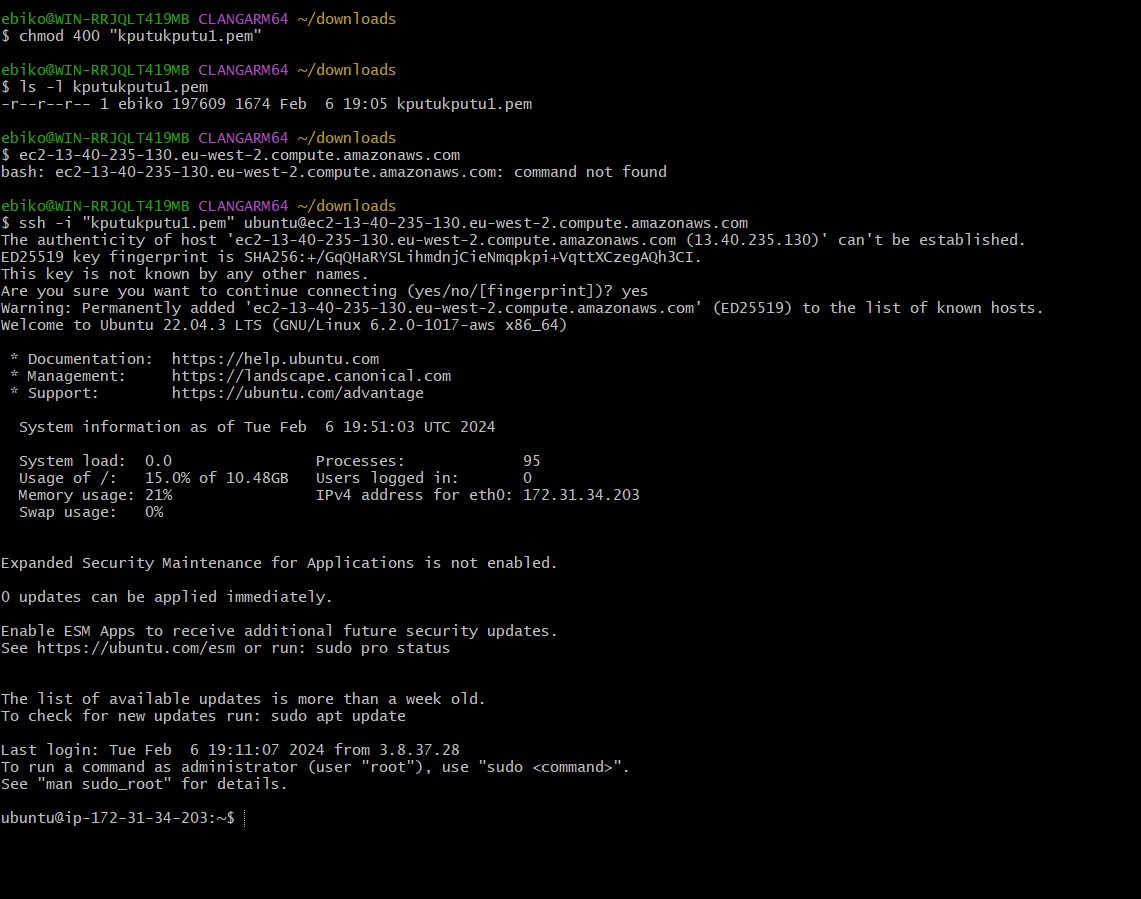 ebiko@WIN-RRJQLT419MB CLANGARM64 ~/downloads
$ chmod 400 "kputukputu1.pem"
ebiko@WIN-RRJQLT419MB CLANGARM64 ~/downloads
$ ls -l kputukputu1.pem
-r--r--r-- 1 ebiko 197609 1674 Feb  6 19:05 kputukputu1.pem
ebiko@WIN-RRJQLT419MB CLANGARM64 ~/downloads
$ ec2-13-40-235-130.eu-west-2.compute.amazonaws.com
bash: ec2-13-40-235-130.eu-west-2.compute.amazonaws.com: command not found
ebiko@WIN-RRJQLT419MB CLANGARM64 ~/downloads
$ ssh -i "kputukputu1.pem" ubuntu@ec2-13-40-235-130.eu-west-2.compute.amazonaws.com
The authenticity of host 'ec2-13-40-235-130.eu-west-2.compute.amazonaws.com (13.40.235.130)' can't be established.
ED25519 key fingerprint is SHA256:+/GqQHaRYSLihmdnjCieNmqpkpi+VqttXCzegAQh3CI.
This key is not known by any other names.
Are you sure you want to continue connecting (yes/no/[fingerprint])? yes
Warning: Permanently added 'ec2-13-40-235-130.eu-west-2.compute.amazonaws.com' (ED25519) to the list of known hosts.
Welcome to Ubuntu 22.04.3 LTS (GNU/Linux 6.2.0-1017-aws x86_64)
 * Documentation:  https://help.ubuntu.com
 * Management:     https://landscape.canonical.com
 * Support:        https://ubuntu.com/advantage
  System information as of Tue Feb  6 19:51:03 UTC 2024
  System load:  0.0                Processes:             95
  Usage of /:   15.0% of 10.48GB   Users logged in:       0
  Memory usage: 21%                IPv4 address for eth0: 172.31.34.203
  Swap usage:   0%
Expanded Security Maintenance for Applications is not enabled.
0 updates can be applied immediately.
Enable ESM Apps to receive additional future security updates.
See https://ubuntu.com/esm or run: sudo pro status
The list of available updates is more than a week old.
To check for new updates run: sudo apt update
Last login: Tue Feb  6 19:11:07 2024 from 3.8.37.28
To run a command as administrator (user "root"), use "sudo <command>".
See "man sudo_root" for details.
ubuntu@ip-172-31-34-203:~$